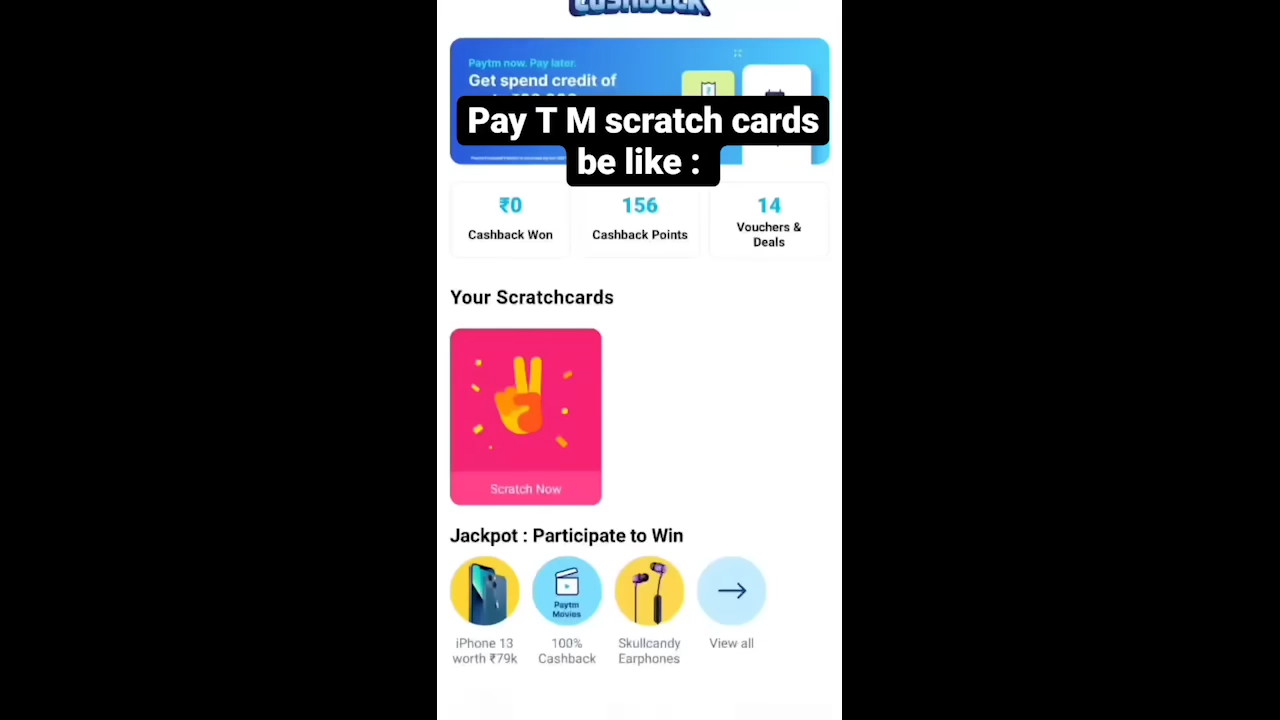 Paytm now. Pay later.
Get spend credit of
Pay T M scratch cards
be like :
₹0
Cashback Won
156
Cashback Points
14
Vouchers &
Deals
Your Scratchcards
Scratch Now
Jackpot : Participate to Win
Paytm
Movies
iPhone 13
worth ₹79k
100%
Cashback
Skullcandy
Earphones
View all